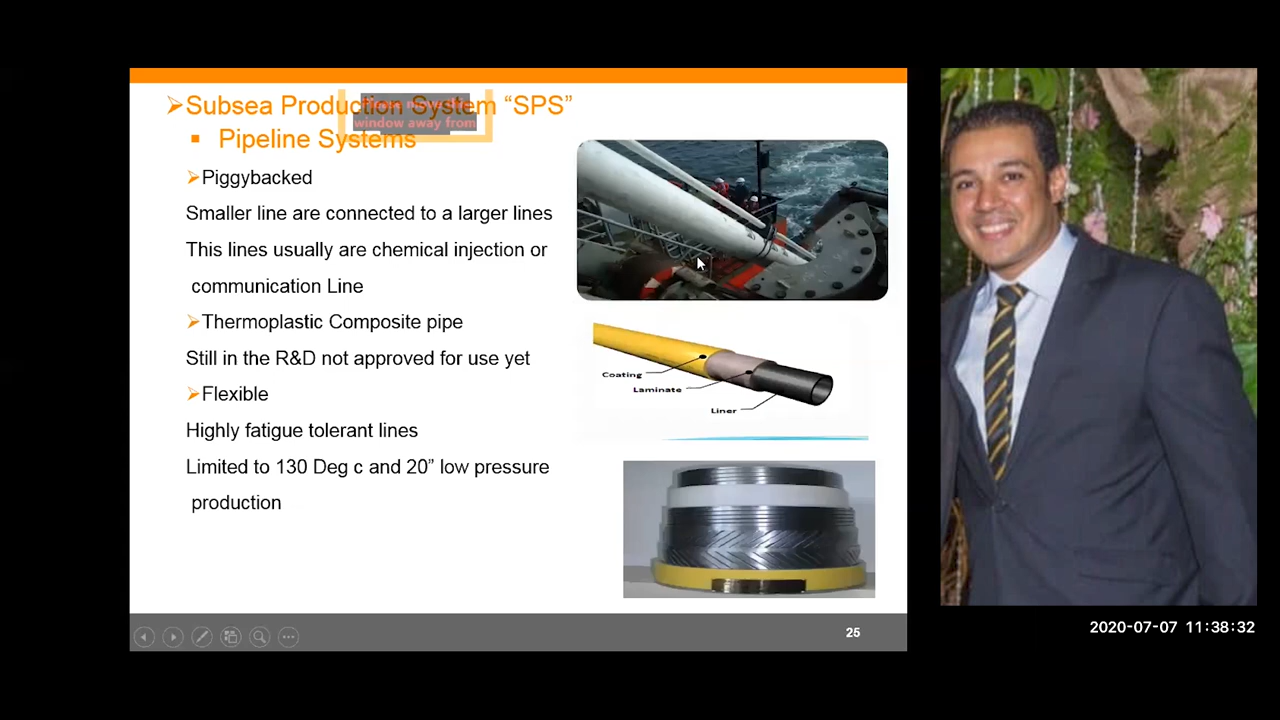 ➢Subsea Production System “SPS”
▪ Pipeline Systems
window away from
➢Piggybacked
Smaller line are connected to a larger lines
This lines usually are chemical injection or
communication Line
➢Thermoplastic Composite pipe
Still in the R&D not approved for use yet
➢Flexible
Highly fatigue tolerant lines
Limited to 130 Deg c and 20” low pressure
production
Coating
Laminate
Liner
25
2020-07-07 11:38:32